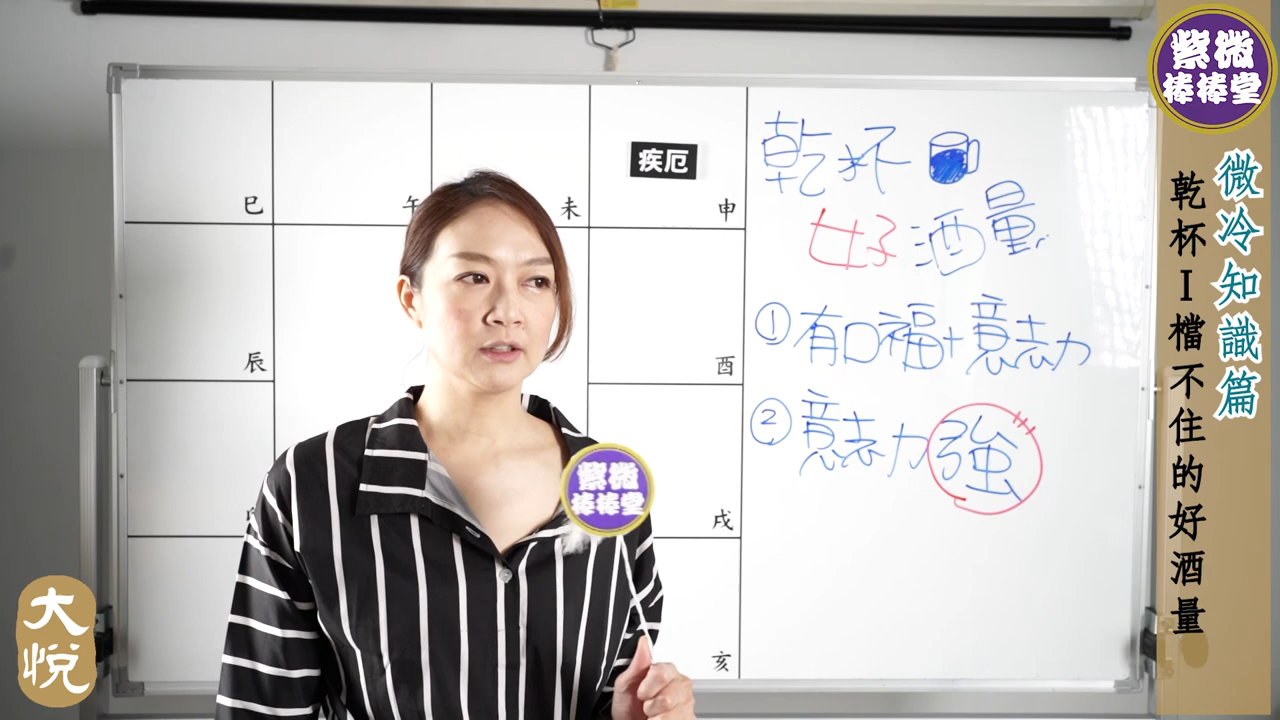 疾厄
巳
午
未
申
辰
酉
戌
亥
乾杯
好酒量
①有口福+意志力
②意志力強
紫微
棒棒堂
紫微
棒棒堂
微冷知識篇
乾杯I檔不住的好酒量
大悅